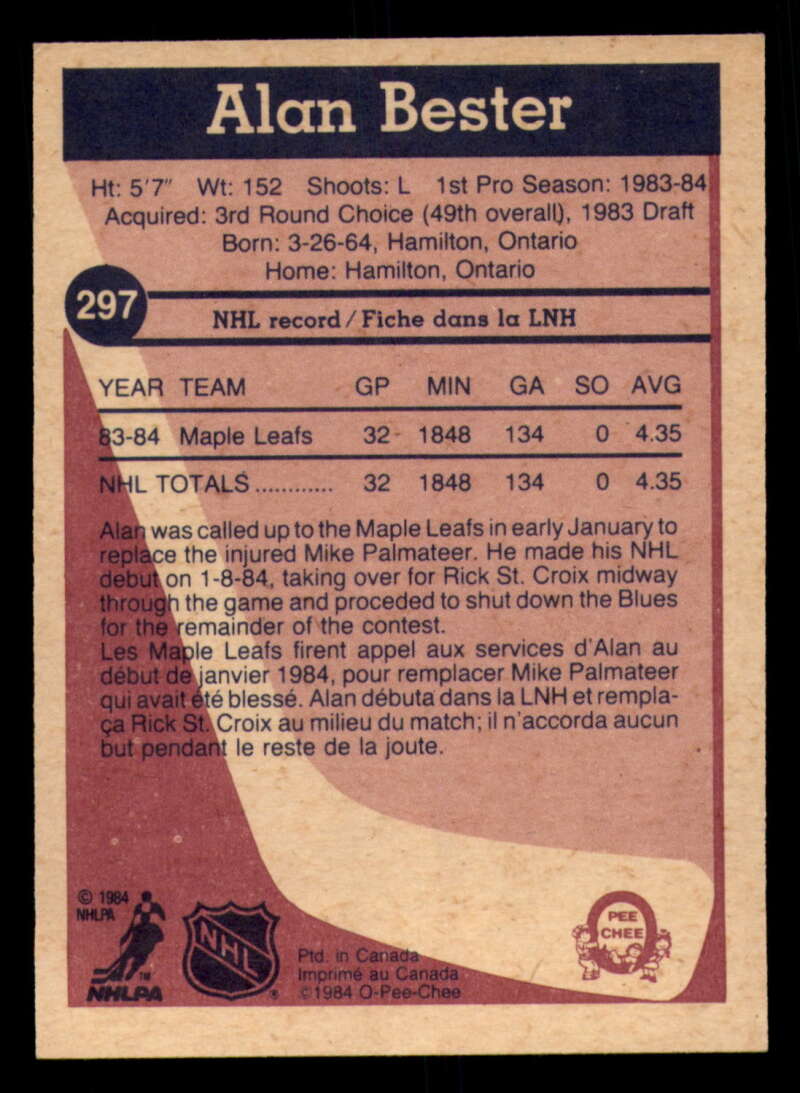 Alan Bester
Ht: 5'7" Wt: 152 Shoots: L 1st Pro Season: 1983-84
Acquired: 3rd Round Choice (49th overall), 1983 Draft
Born: 3-26-64, Hamilton, Ontario
Home: Hamilton, Ontario
297
NHL record/Fiche dans la LNH
YEAR TEAM GP MIN GA SO AVG
83-84 Maple Leafs 32 1848 134 0 4.35
NHL TOTALS ............ 32 1848 134 0 4.35
Alan was called up to the Maple Leafs in early January to
replace the injured Mike Palmateer. He made his NHL
debut on 1-8-84, taking over for Rick St. Croix midway
through the game and proceded to shut down the Blues
for the remainder of the contest.
Les Maple Leafs firent appel aux services d'Alan au
début de janvier 1984, pour remplacer Mike Palmateer
qui avait été blessé. Alan débuta dans la LNH et rempla-
ça Rick St. Croix au milieu du match; il n'accorda aucun
but pendant le reste de la joute.
© 1984
NHLPA
TM
NHLPA
NHL
®
Ptd. in Canada
Imprimé au Canada
©1984 O-Pee-Chee
PEE
CHEE